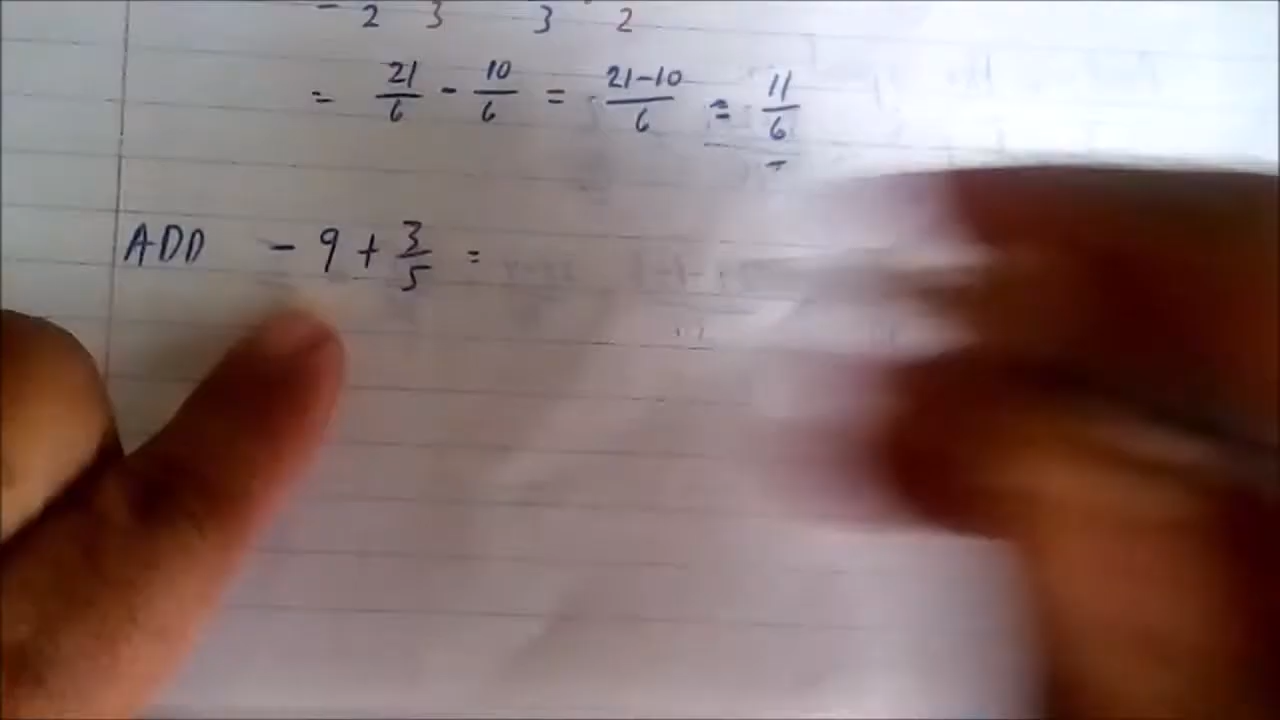 - 2 3 3 2
= 21/6 - 10/6 = 21-10/6 = 11/6
ADD - 9 + 3/5 =